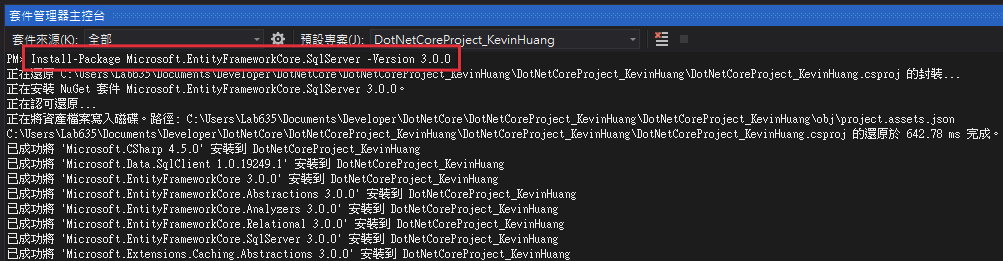 套件管理器主控台
套件來源(K): 全部 預設專案(J): DotNetCoreProject_KevinHuang
PM> Install-Package Microsoft.EntityFrameworkCore.SqlServer -Version 3.0.0
正在還原 C:\Users\Lab635\Documents\Developer\DotNetCore\DotNetCoreProject_KevinHuang\DotNetCoreProject_KevinHuang\DotNetCoreProject_KevinHuang.csproj 的封裝...
正在安裝 NuGet 套件 Microsoft.EntityFrameworkCore.SqlServer 3.0.0。
正在認可還原...
正在將資產檔案寫入磁碟。路徑: C:\Users\Lab635\Documents\Developer\DotNetCore\DotNetCoreProject_KevinHuang\DotNetCoreProject_KevinHuang\obj\project.assets.json
C:\Users\Lab635\Documents\Developer\DotNetCore\DotNetCoreProject_KevinHuang\DotNetCoreProject_KevinHuang\DotNetCoreProject_KevinHuang.csproj 的還原於 642.78 ms 完成。
已成功將 'Microsoft.CSharp 4.5.0' 安裝到 DotNetCoreProject_KevinHuang
已成功將 'Microsoft.Data.SqlClient 1.0.19249.1' 安裝到 DotNetCoreProject_KevinHuang
已成功將 'Microsoft.EntityFrameworkCore 3.0.0' 安裝到 DotNetCoreProject_KevinHuang
已成功將 'Microsoft.EntityFrameworkCore.Abstractions 3.0.0' 安裝到 DotNetCoreProject_KevinHuang
已成功將 'Microsoft.EntityFrameworkCore.Analyzers 3.0.0' 安裝到 DotNetCoreProject_KevinHuang
已成功將 'Microsoft.EntityFrameworkCore.Relational 3.0.0' 安裝到 DotNetCoreProject_KevinHuang
已成功將 'Microsoft.EntityFrameworkCore.SqlServer 3.0.0' 安裝到 DotNetCoreProject_KevinHuang
已成功將 'Microsoft.Extensions.Caching.Abstractions 3.0.0' 安裝到 DotNetCoreProject_KevinHuang